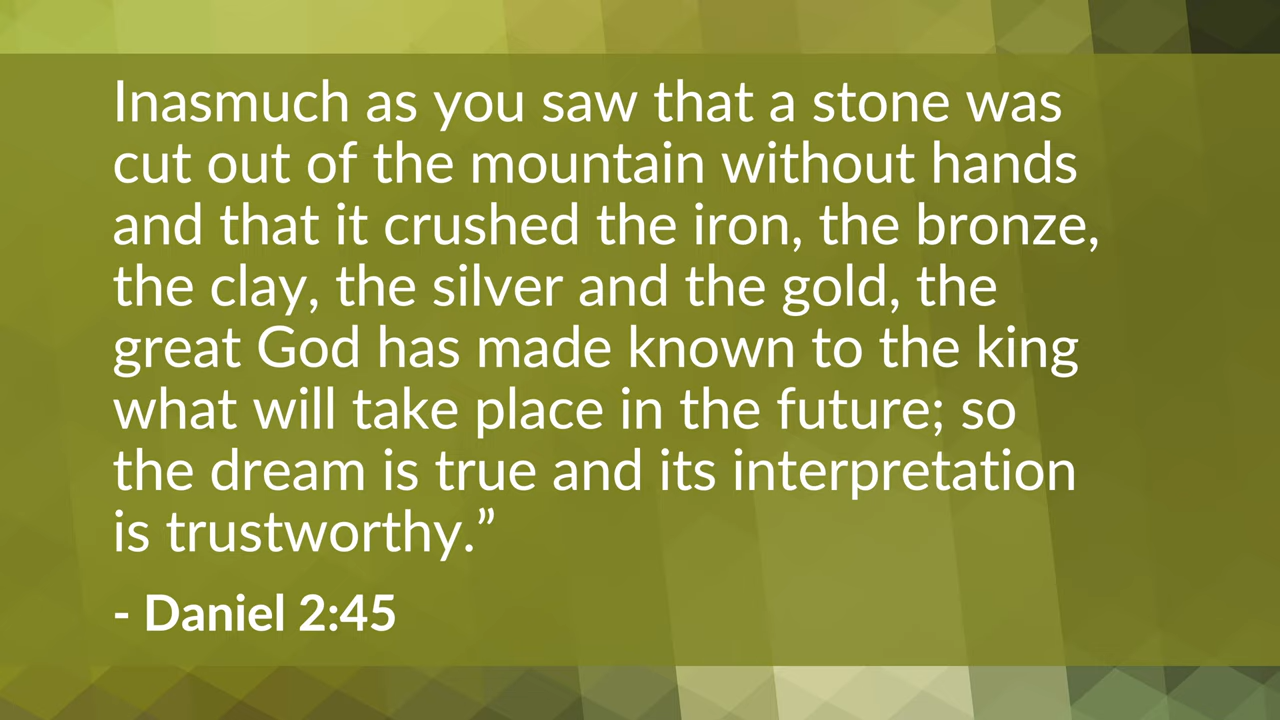 Inasmuch as you saw that a stone was
cut out of the mountain without hands
and that it crushed the iron, the bronze,
the clay, the silver and the gold, the
great God has made known to the king
what will take place in the future; so
the dream is true and its interpretation
is trustworthy.”
- Daniel 2:45